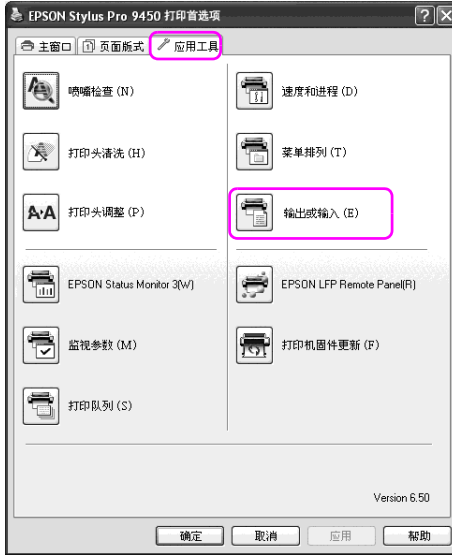 EPSON Stylus Pro 9450 打印首选项
主窗口 页面版式 应用工具
喷嘴检查 (N)
速度和进程 (D)
打印头清洗 (H)
菜单排列 (T)
A·A 打印头调整 (P)
输出或输入 (E)
EPSON Status Monitor 3(W)
EPSON LFP Remote Panel(R)
监视参数 (M)
打印机固件更新 (F)
打印队列 (S)
Version 6.50
确定 取消 应用 帮助